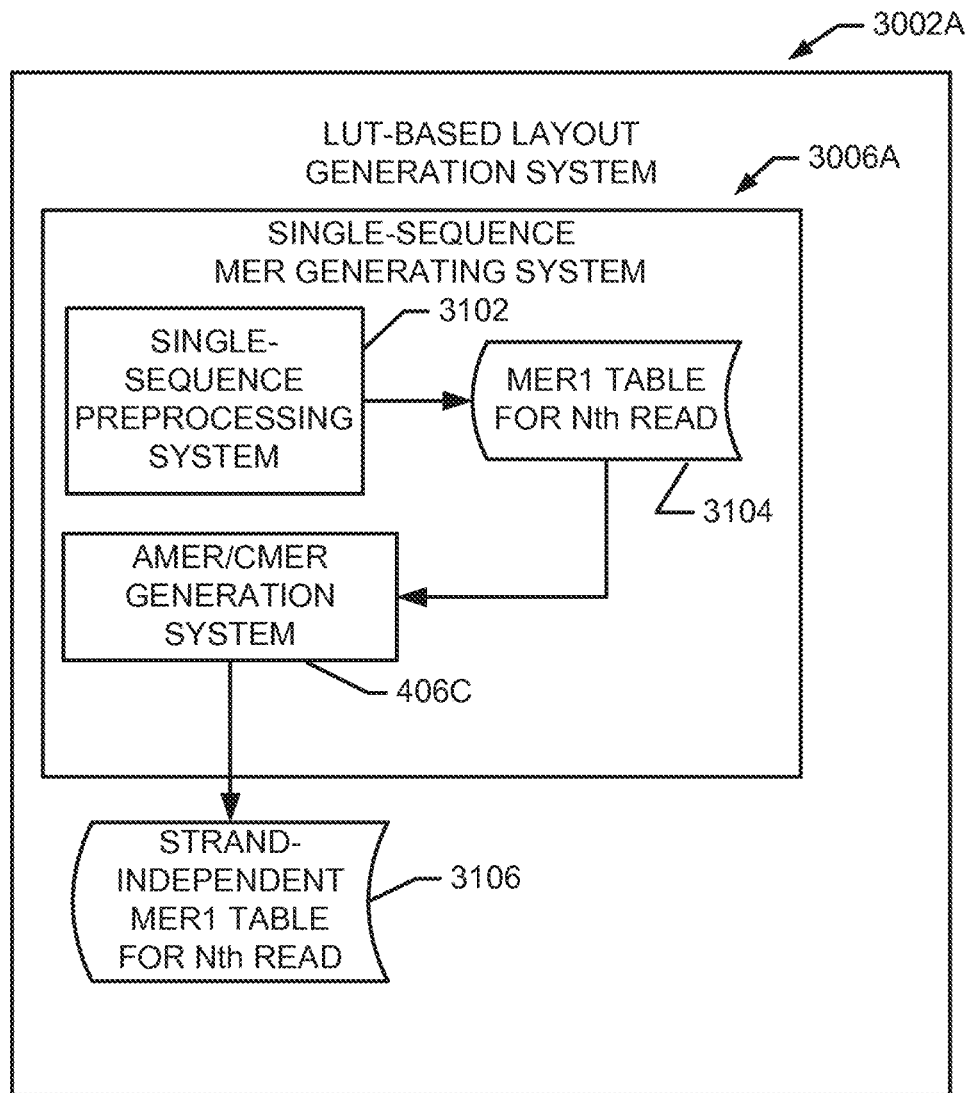 3002A
LUT-BASED LAYOUT
GENERATION SYSTEM
3006A
SINGLE-SEQUENCE
MER GENERATING SYSTEM
3102
SINGLE-
SEQUENCE
PREPROCESSING
SYSTEM
MER1 TABLE
FOR Nth READ
3104
AMER/CMER
GENERATION
SYSTEM
406C
STRAND-
INDEPENDENT
MER1 TABLE
FOR Nth READ
3106